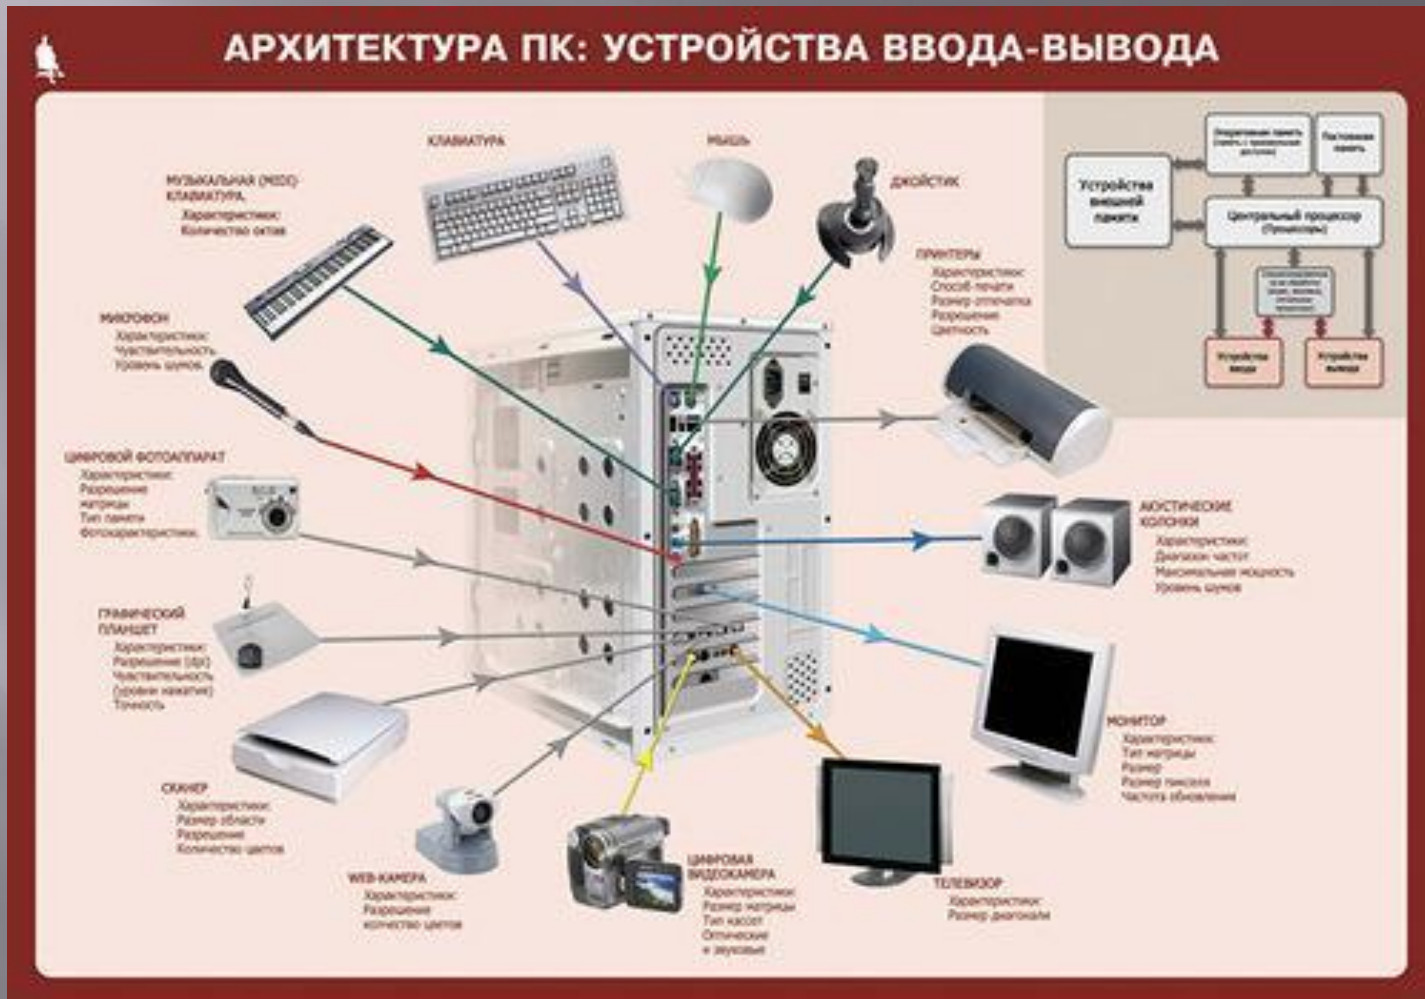 АРХИТЕКТУРА ПК: УСТРОЙСТВА ВВОДА-ВЫВОДА
КЛАВИАТУРА
МЫШЬ
ДЖОЙСТИК
МУЗЫКАЛЬНАЯ (MIDI)
КЛАВИАТУРА.
Характеристики:
Количество октав
МИКРОФОН
Характеристики:
Чувствительность
Уровень шумов.
ЦИФРОВОЙ ФОТОАППАРАТ
Характеристики:
Разрешение
матрицы
Тип памяти
Фотохарактеристики.
ГРАФИЧЕСКИЙ
ПЛАНШЕТ
Характеристики:
Разрешение (dpi)
Чувствительность
(уровни нажатия)
Точность
СКАНЕР
Характеристики:
Размер области
Разрешение
Количество цветов
WEB-КАМЕРА
Характеристики:
Разрешение
количество цветов
ЦИФРОВАЯ
ВИДЕОКАМЕРА
Характеристики:
Размер матрицы
Тип кассет
Оптические
и звуковые
ТЕЛЕВИЗОР
Характеристики:
Размер диагонали
МОНИТОР
Характеристики:
Тип матрицы
Размер
Размер пикселя
Частота обновления
АКУСТИЧЕСКИЕ
КОЛОНКИ
Характеристики:
Диапазон частот
Максимальная мощность
Уровень шумов
ПРИНТЕРЫ
Характеристики:
Способ печати
Размер отпечатка
Разрешение
Цветность
Оперативная память
(память с произвольным
доступом)
Постоянная
память
Устройства
внешней
памяти
Центральный процессор
(Процессоры)
Устройства
ввода
Устройства
вывода